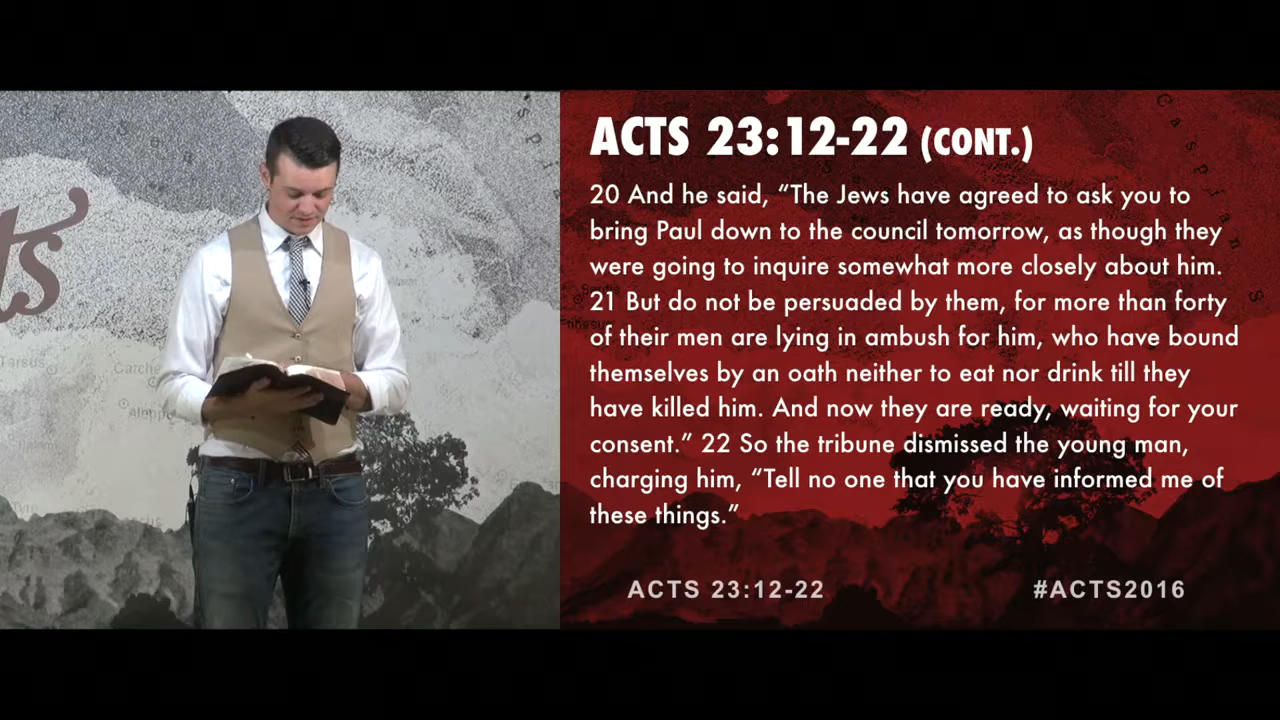 ts
Tarsus
Carche
aleppo
ACTS 23:12-22 (CONT.)
20 And he said, “The Jews have agreed to ask you to
bring Paul down to the council tomorrow, as though they
were going to inquire somewhat more closely about him.
21 But do not be persuaded by them, for more than forty
of their men are lying in ambush for him, who have bound
themselves by an oath neither to eat nor drink till they
have killed him. And now they are ready, waiting for your
consent.” 22 So the tribune dismissed the young man,
charging him, “Tell no one that you have informed me of
these things.”
ACTS 23:12-22
#ACTS2016